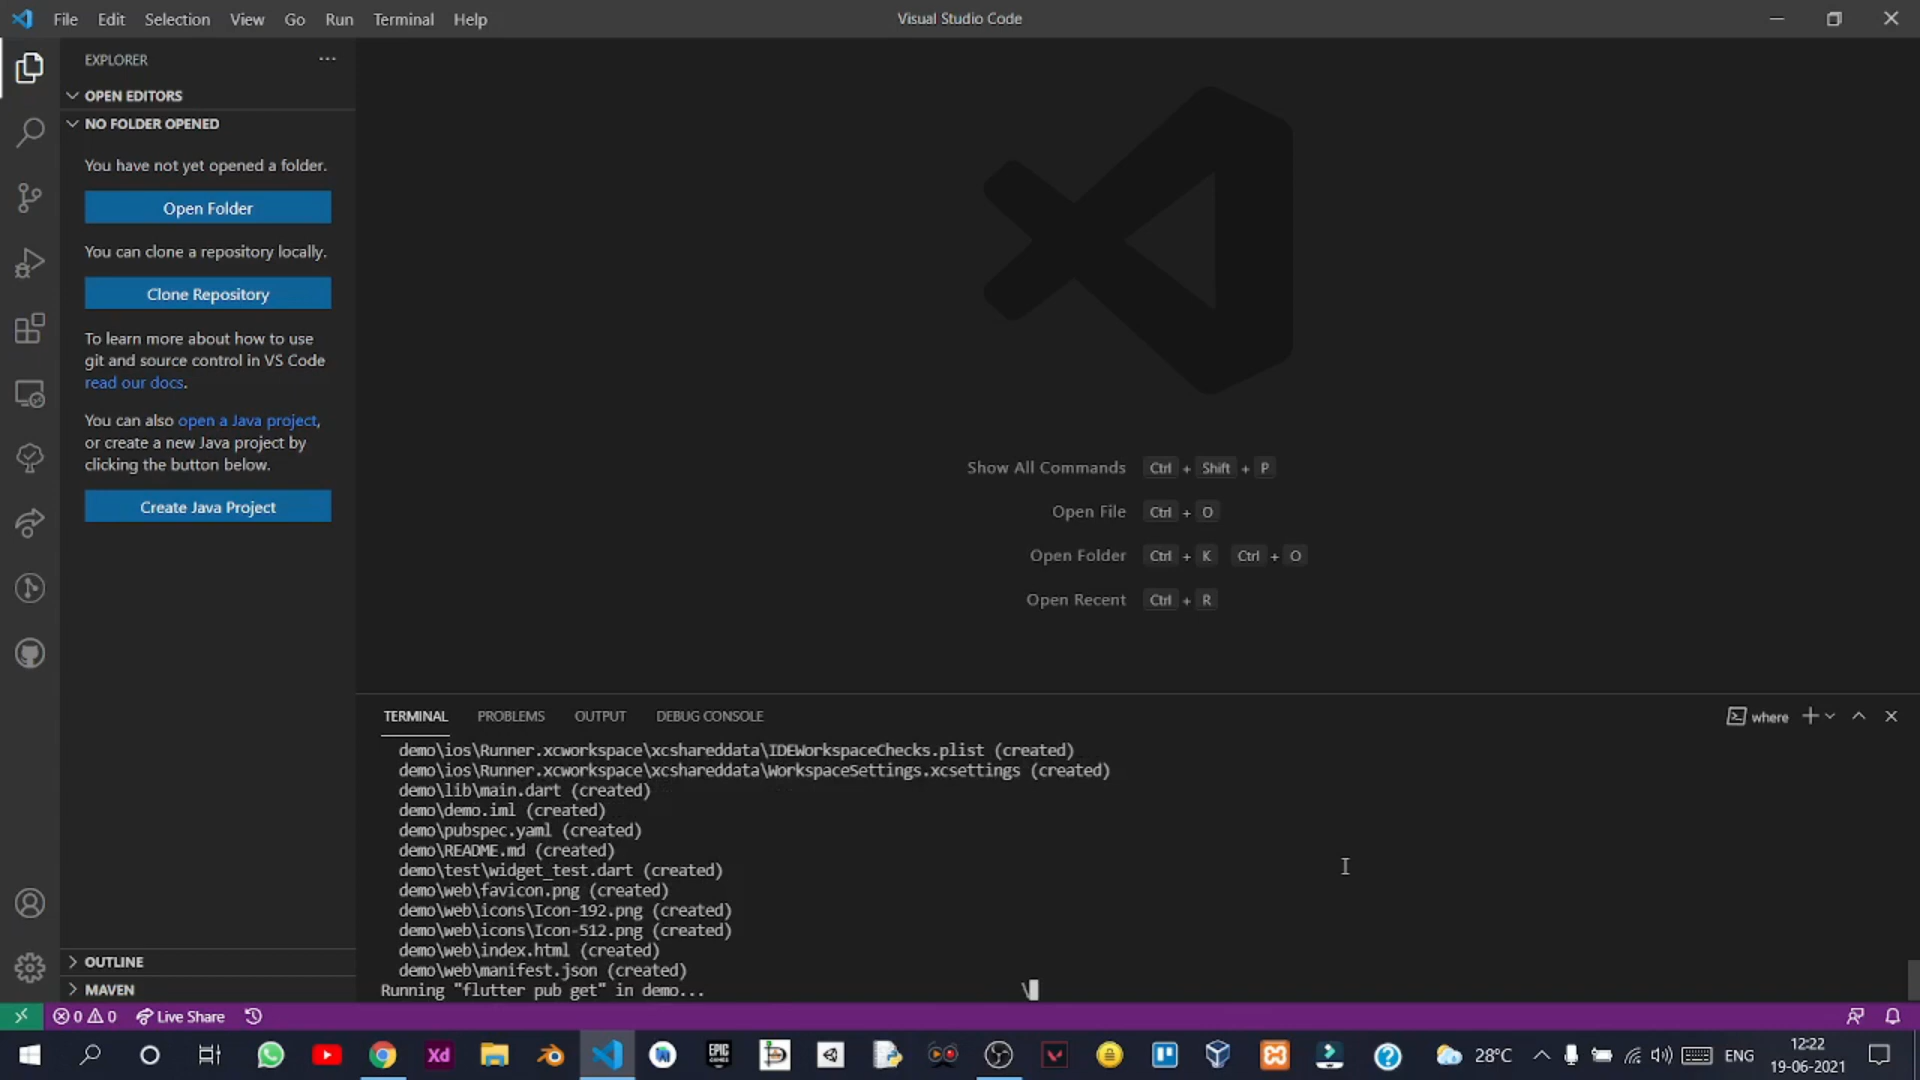 File Edit Selection View Go Run Terminal Help
Visual Studio Code
EXPLORER
OPEN EDITORS
NO FOLDER OPENED
You have not yet opened a folder.
Open Folder
You can clone a repository locally.
Clone Repository
To learn more about how to use
git and source control in VS Code
read our docs.
You can also open a Java project,
or create a new Java project by
clicking the button below.
Create Java Project
OUTLINE
MAVEN
Show All Commands Ctrl + Shift + P
Open File Ctrl + O
Open Folder Ctrl + K Ctrl + O
Open Recent Ctrl + R
TERMINAL PROBLEMS OUTPUT DEBUG CONSOLE
where
demo\ios\Runner.xcworkspace\xcshareddata\IDEWorkspaceChecks.plist (created)
demo\ios\Runner.xcworkspace\xcshareddata\WorkspaceSettings.xcsettings (created)
demo\lib\main.dart (created)
demo\demo.iml (created)
demo\pubspec.yaml (created)
demo\README.md (created)
demo\test\widget_test.dart (created)
demo\web\favicon.png (created)
demo\web\icons\Icon-192.png (created)
demo\web\icons\Icon-512.png (created)
demo\web\index.html (created)
demo\web\manifest.json (created)
Running "flutter pub get" in demo... \
0 0 Live Share
Xd
EPIC GAMES
28°C
ENG
12:22
19-06-2021